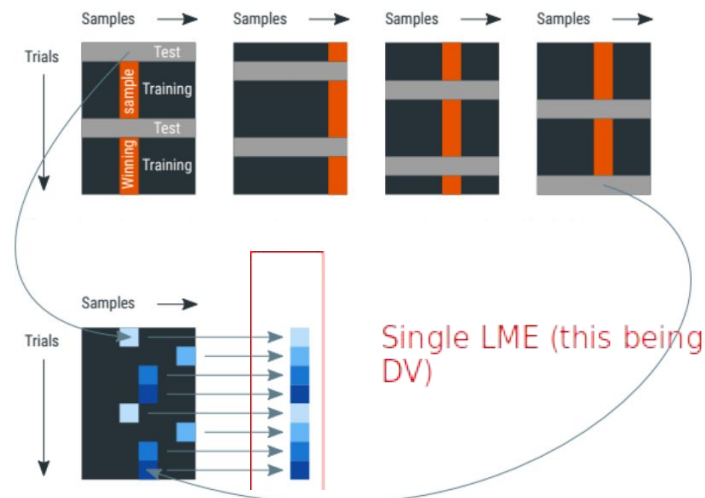 Samples
Samples
Samples
Samples
Trials
Test
sample
Training
Test
Winning
Training
Samples
Trials
Single LME (this being
DV)